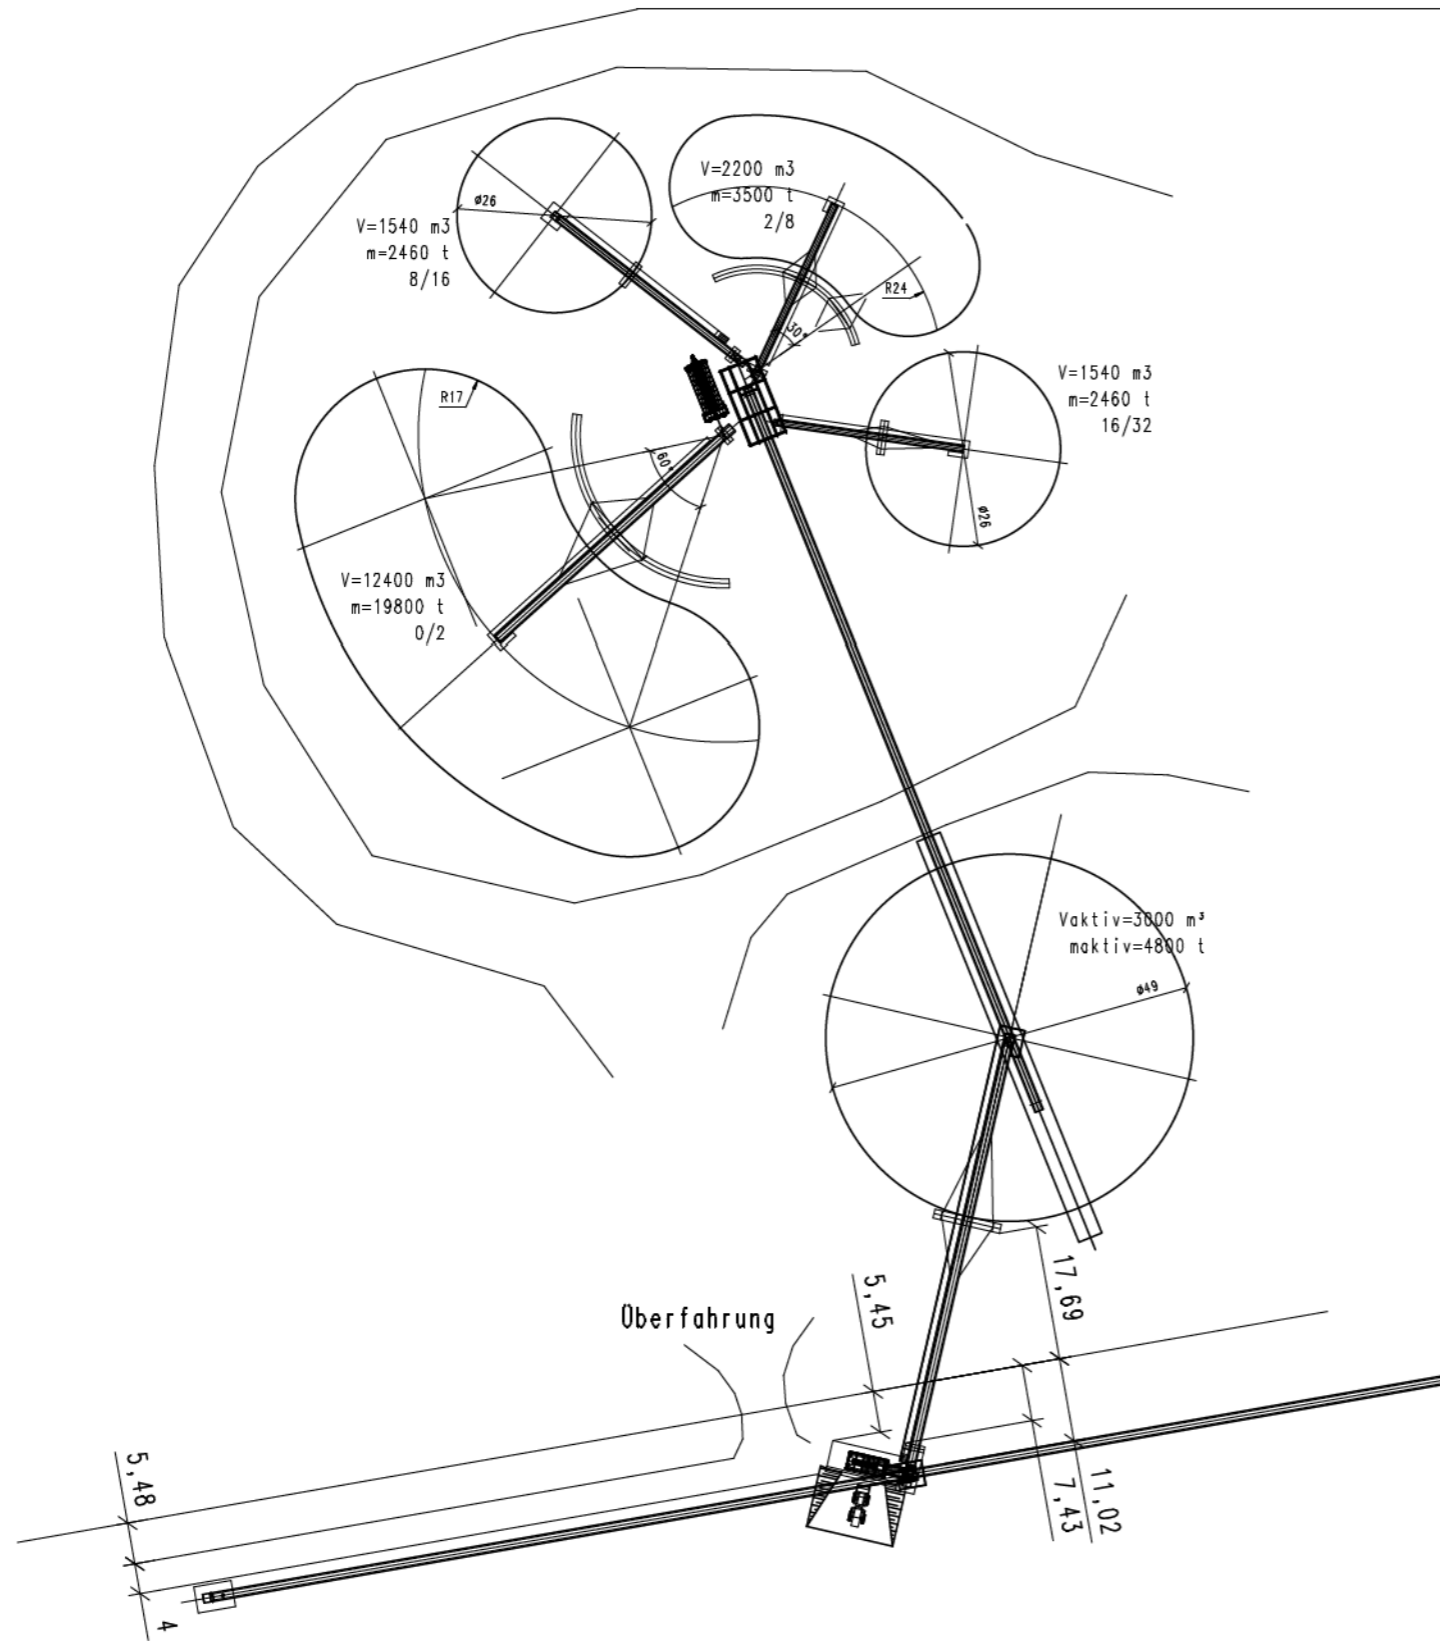 V=2200 m3
m=3500 t
2/8
ø26
V=1540 m3
m=2460 t
8/16
R24
30°
V=1540 m3
m=2460 t
16/32
R17
60°
ø26
V=12400 m3
m=19800 t
0/2
Vaktiv=3000 m³
maktiv=4800 t
ø49
17,69
5,45
Überfahrung
5,48
11,02
7,43
4